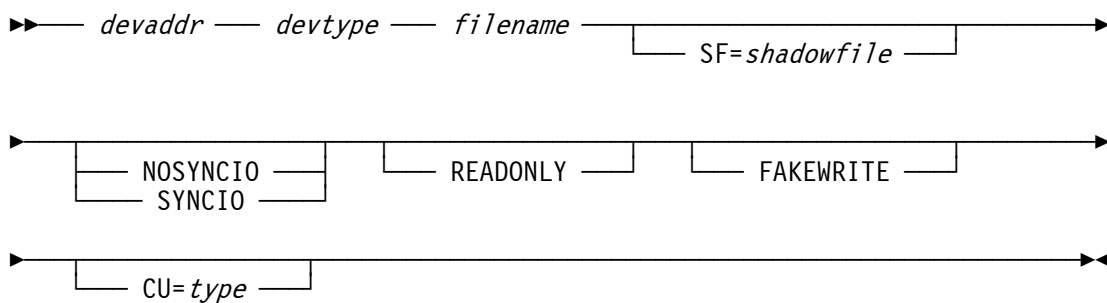 devaddr devtype filename
SF=shadowfile
NOSYNCIO READONLY FAKEWRITE
SYNCIO
CU=type